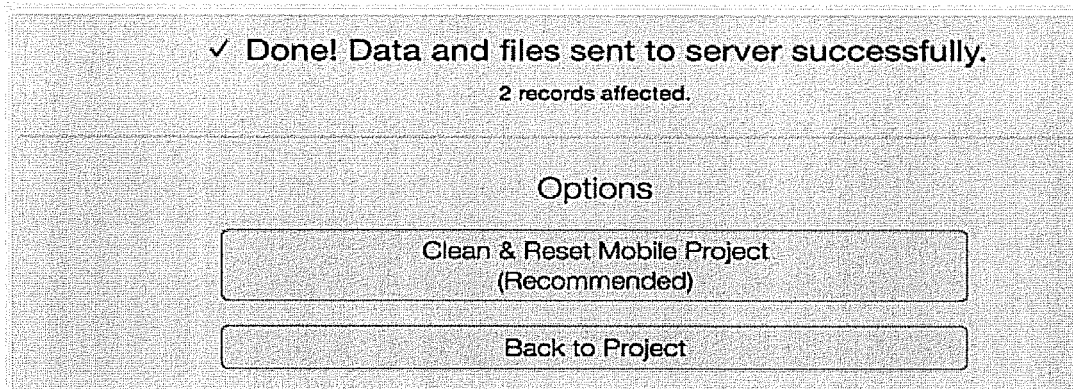 ✓ Done! Data and files sent to server successfully.
2 records affected.
Options
Clean & Reset Mobile Project
(Recommended)
Back to Project